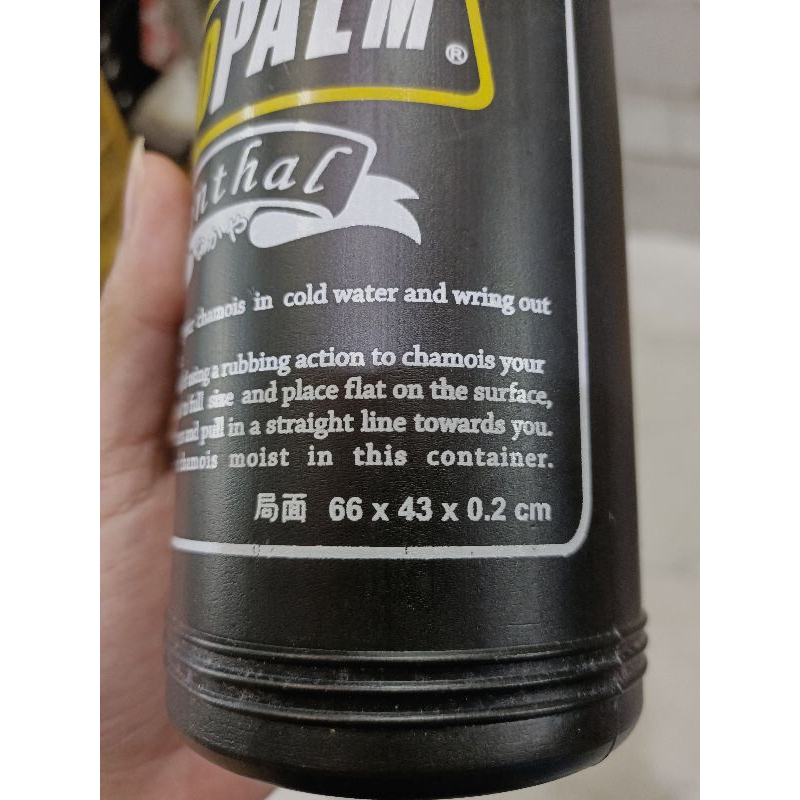 PALM®
nthal
chamois in cold water and wring out
using a rubbing action to chamois your
full size and place flat on the surface,
and pull in a straight line towards you.
chamois moist in this container.
局面 66 x 43 x 0.2 cm